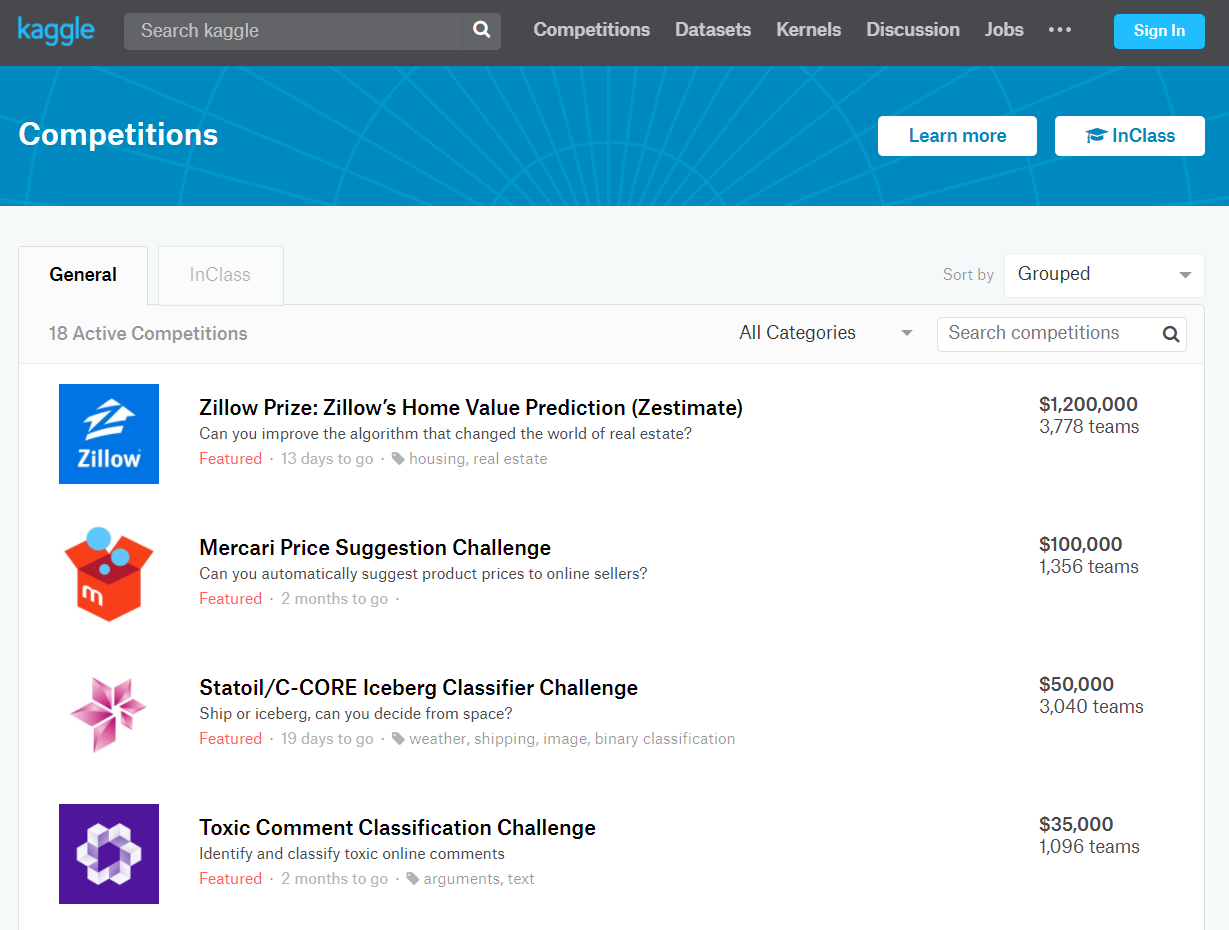 kaggle
Search kaggle
Competitions
Datasets
Kernels
Discussion
Jobs
Sign In
Competitions
Learn more
InClass
General
InClass
Sort by
Grouped
18 Active Competitions
All Categories
Search competitions
Zillow
Zillow Prize: Zillow’s Home Value Prediction (Zestimate)
Can you improve the algorithm that changed the world of real estate?
Featured · 13 days to go · housing, real estate
$1,200,000
3,778 teams
m
Mercari Price Suggestion Challenge
Can you automatically suggest product prices to online sellers?
Featured · 2 months to go ·
$100,000
1,356 teams
Statoil/C-CORE Iceberg Classifier Challenge
Ship or iceberg, can you decide from space?
Featured · 19 days to go · weather, shipping, image, binary classification
$50,000
3,040 teams
Toxic Comment Classification Challenge
Identify and classify toxic online comments
Featured · 2 months to go · arguments, text
$35,000
1,096 teams